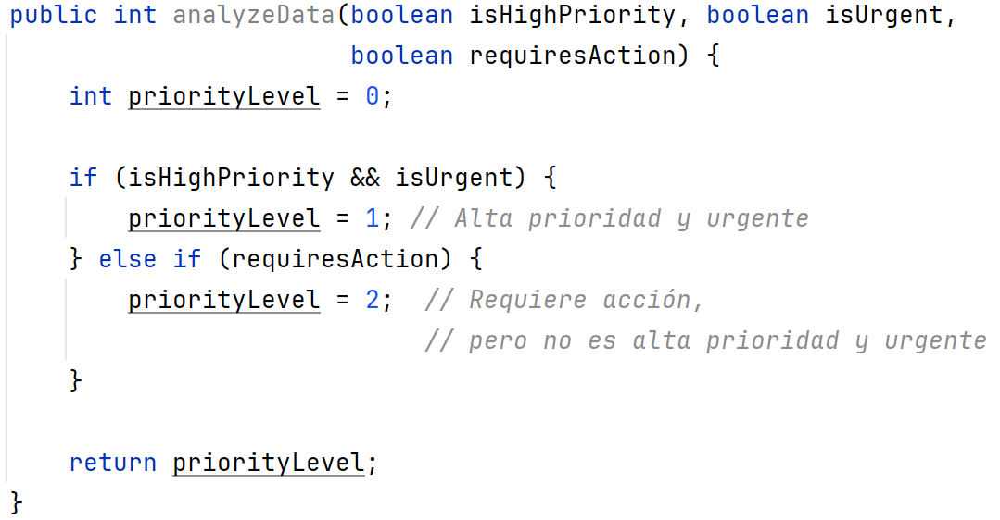 public int analyzeData(boolean isHighPriority, boolean isUrgent,
                       boolean requiresAction) {
    int priorityLevel = 0;

    if (isHighPriority && isUrgent) {
        priorityLevel = 1; // Alta prioridad y urgente
    } else if (requiresAction) {
        priorityLevel = 2;  // Requiere acción,
                            // pero no es alta prioridad y urgente
    }

    return priorityLevel;
}